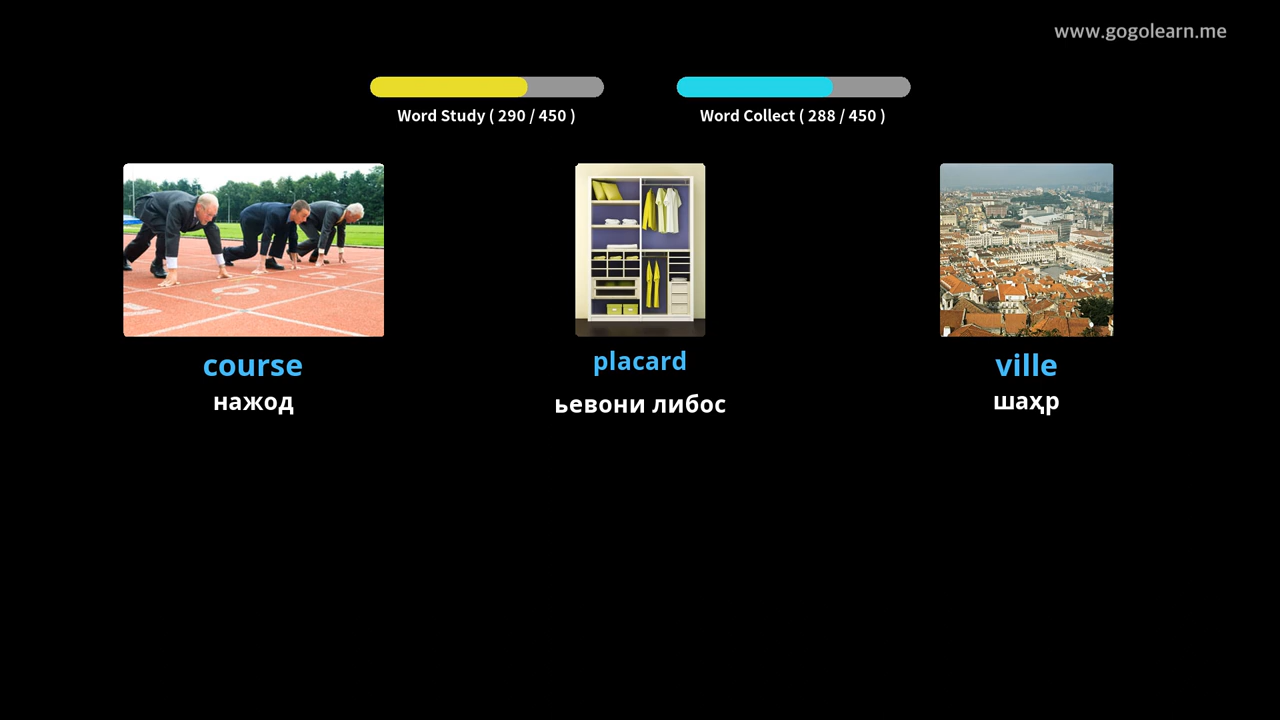 www.gogolearn.me
Word Study ( 290 / 450 )
Word Collect ( 288 / 450 )
course
нажод
placard
ьевони либос
ville
шаҳр